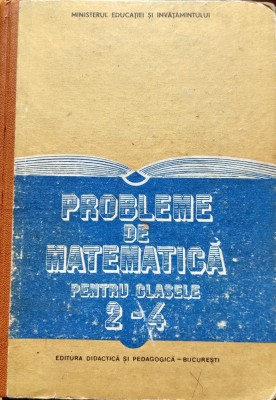 MINISTERUL EDUCAȚIEI ȘI ÎNVĂȚĂMÎNTULUI
PROBLEME
DE
MATEMATICĂ
PENTRU CLASELE
2-4
EDITURA DIDACTICĂ ȘI PEDAGOGICĂ – BUCUREȘTI